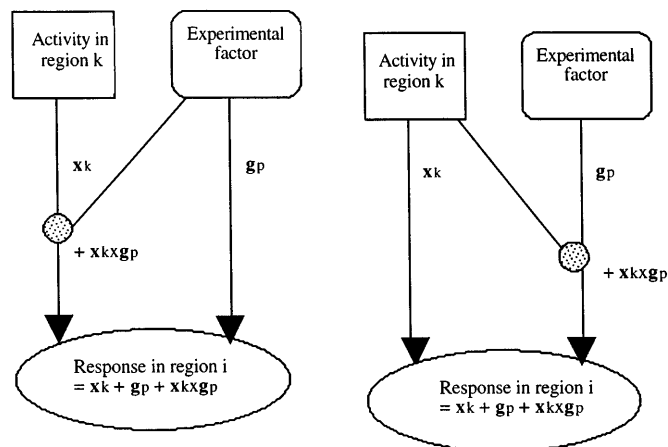 Activity in
region k
Experimental
factor
xk
gp
+ xkxgp
Response in region i
= xk + gp + xkxgp
Activity in
region k
Experimental
factor
xk
gp
+ xkxgp
Response in region i
= xk + gp + xkxgp